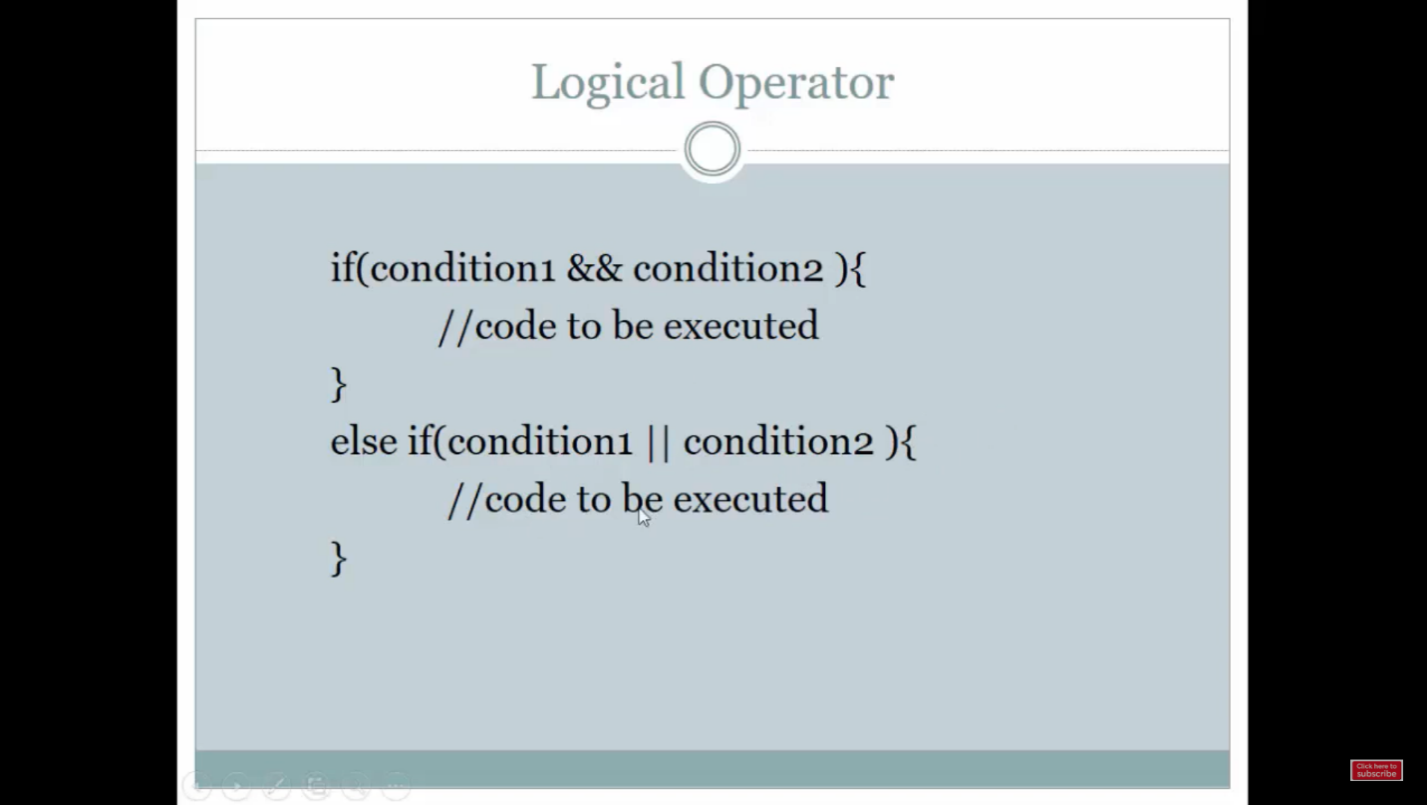 Logical Operator
if(condition1 && condition2 ){
//code to be executed
}
else if(condition1 || condition2 ){
//code to be executed
}
Click here to
subscribe